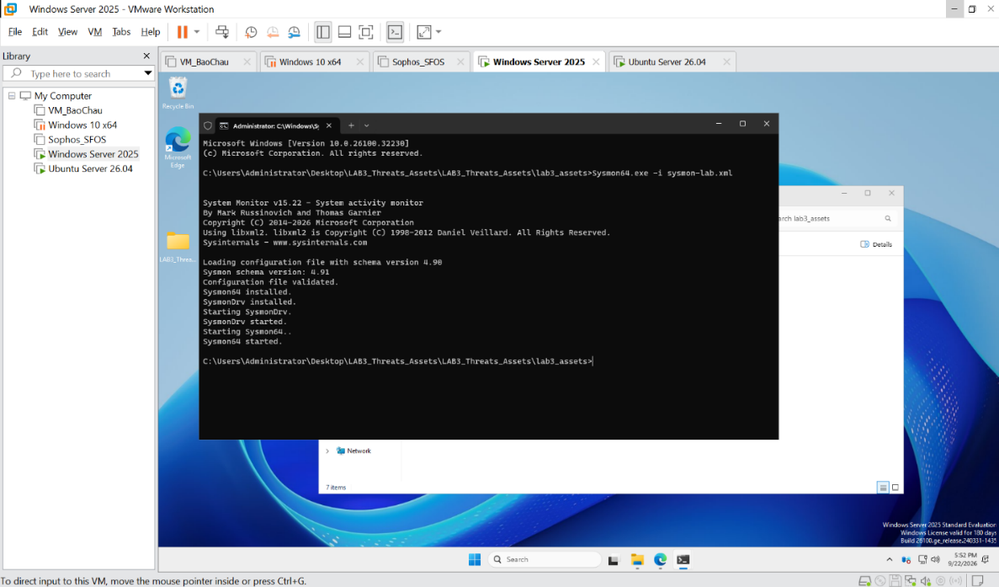 Windows Server 2025 - VMware Workstation
File Edit View VM Tabs Help
Library
Type here to search
My Computer
VM_BaoChau
Windows 10 x64
Sophos_SFOS
Windows Server 2025
Ubuntu Server 26.04
VM_BaoChau
Windows 10 x64
Sophos_SFOS
Windows Server 2025
Ubuntu Server 26.04
Recycle Bin
Microsoft
Edge
LAB3_Threa...
Administrator: C:\Windows\Sy
Microsoft Windows [Version 10.0.26100.32230]
(c) Microsoft Corporation. All rights reserved.
C:\Users\Administrator\Desktop\LAB3_Threats_Assets\LAB3_Threats_Assets\lab3_assets>Sysmon64.exe -i sysmon-lab.xml
System Monitor v15.22 - System activity monitor
By Mark Russinovich and Thomas Garnier
Copyright (C) 2014-2026 Microsoft Corporation
Using libxml2. libxml2 is Copyright (C) 1998-2012 Daniel Veillard. All Rights Reserved.
Sysinternals - www.sysinternals.com
Loading configuration file with schema version 4.90
Sysmon schema version: 4.91
Configuration file validated.
Sysmon64 installed.
SysmonDrv installed.
Starting SysmonDrv.
SysmonDrv started.
Starting Sysmon64..
Sysmon64 started.
C:\Users\Administrator\Desktop\LAB3_Threats_Assets\LAB3_Threats_Assets\lab3_assets>
arch lab3_assets
Details
Network
7 items
Windows Server 2025 Standard Evaluation
Windows License valid for 180 days
Build 26100.ge_release.240331-1435
Search
5:52 PM
9/22/2026
To direct input to this VM, move the mouse pointer inside or press Ctrl+G.